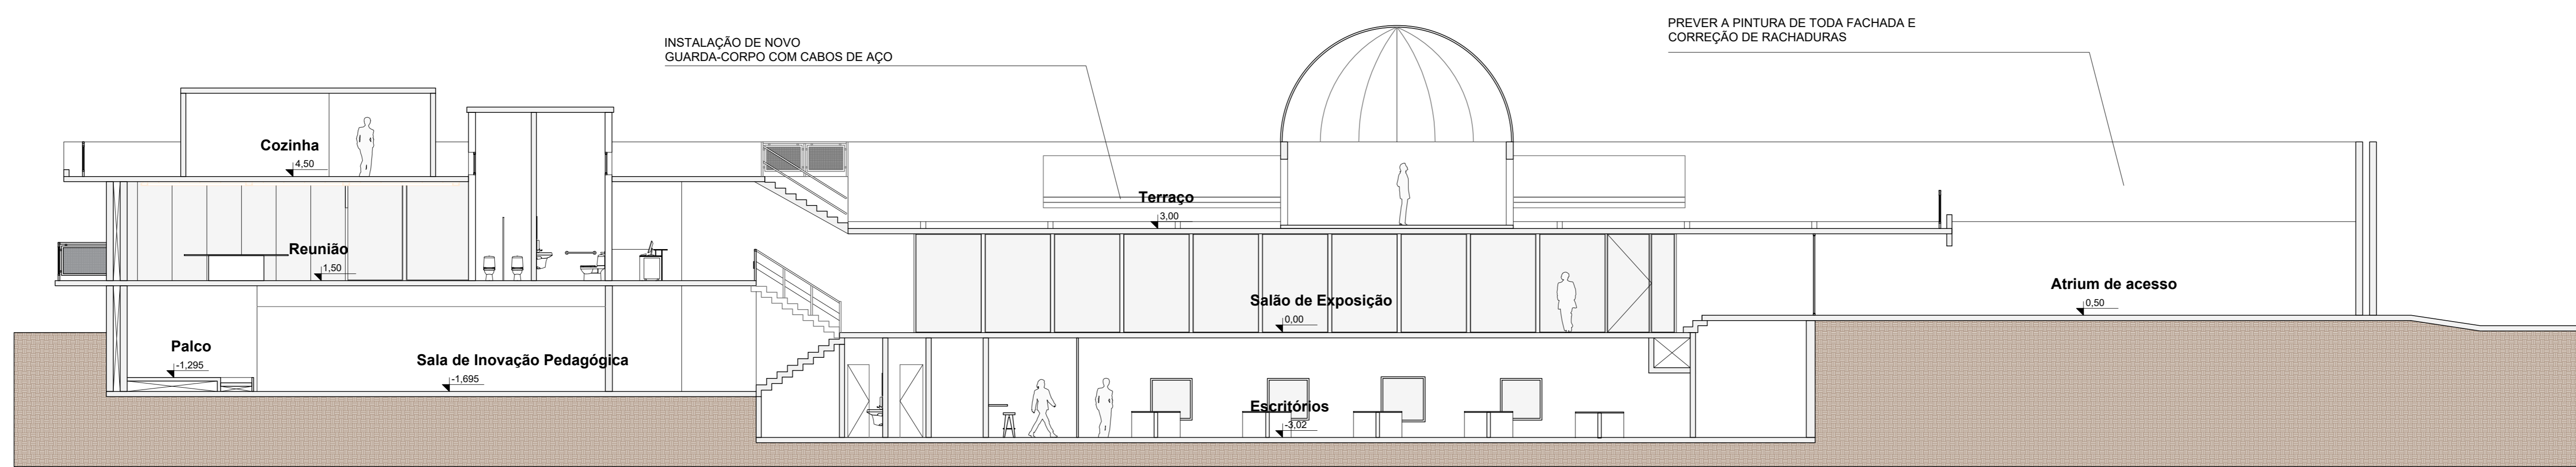 INSTALAÇÃO DE NOVO
GUARDA-CORPO COM CABOS DE AÇO
PREVER A PINTURA DE TODA FACHADA E
CORREÇÃO DE RACHADURAS
Cozinha
4,50
Terraço
3,00
Reunião
1,50
Atrium de acesso
0,50
Salão de Exposição
0,00
Palco
-1,295
Sala de Inovação Pedagógica
-1,695
Escritórios
-3,02